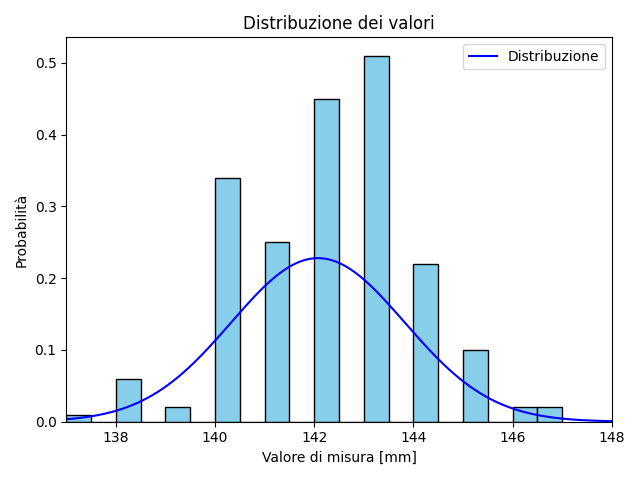 Distribuzione dei valori
Distribuzione
Probabilità
0.5
0.4
0.3
0.2
0.1
0.0
138 140 142 144 146 148
Valore di misura [mm]